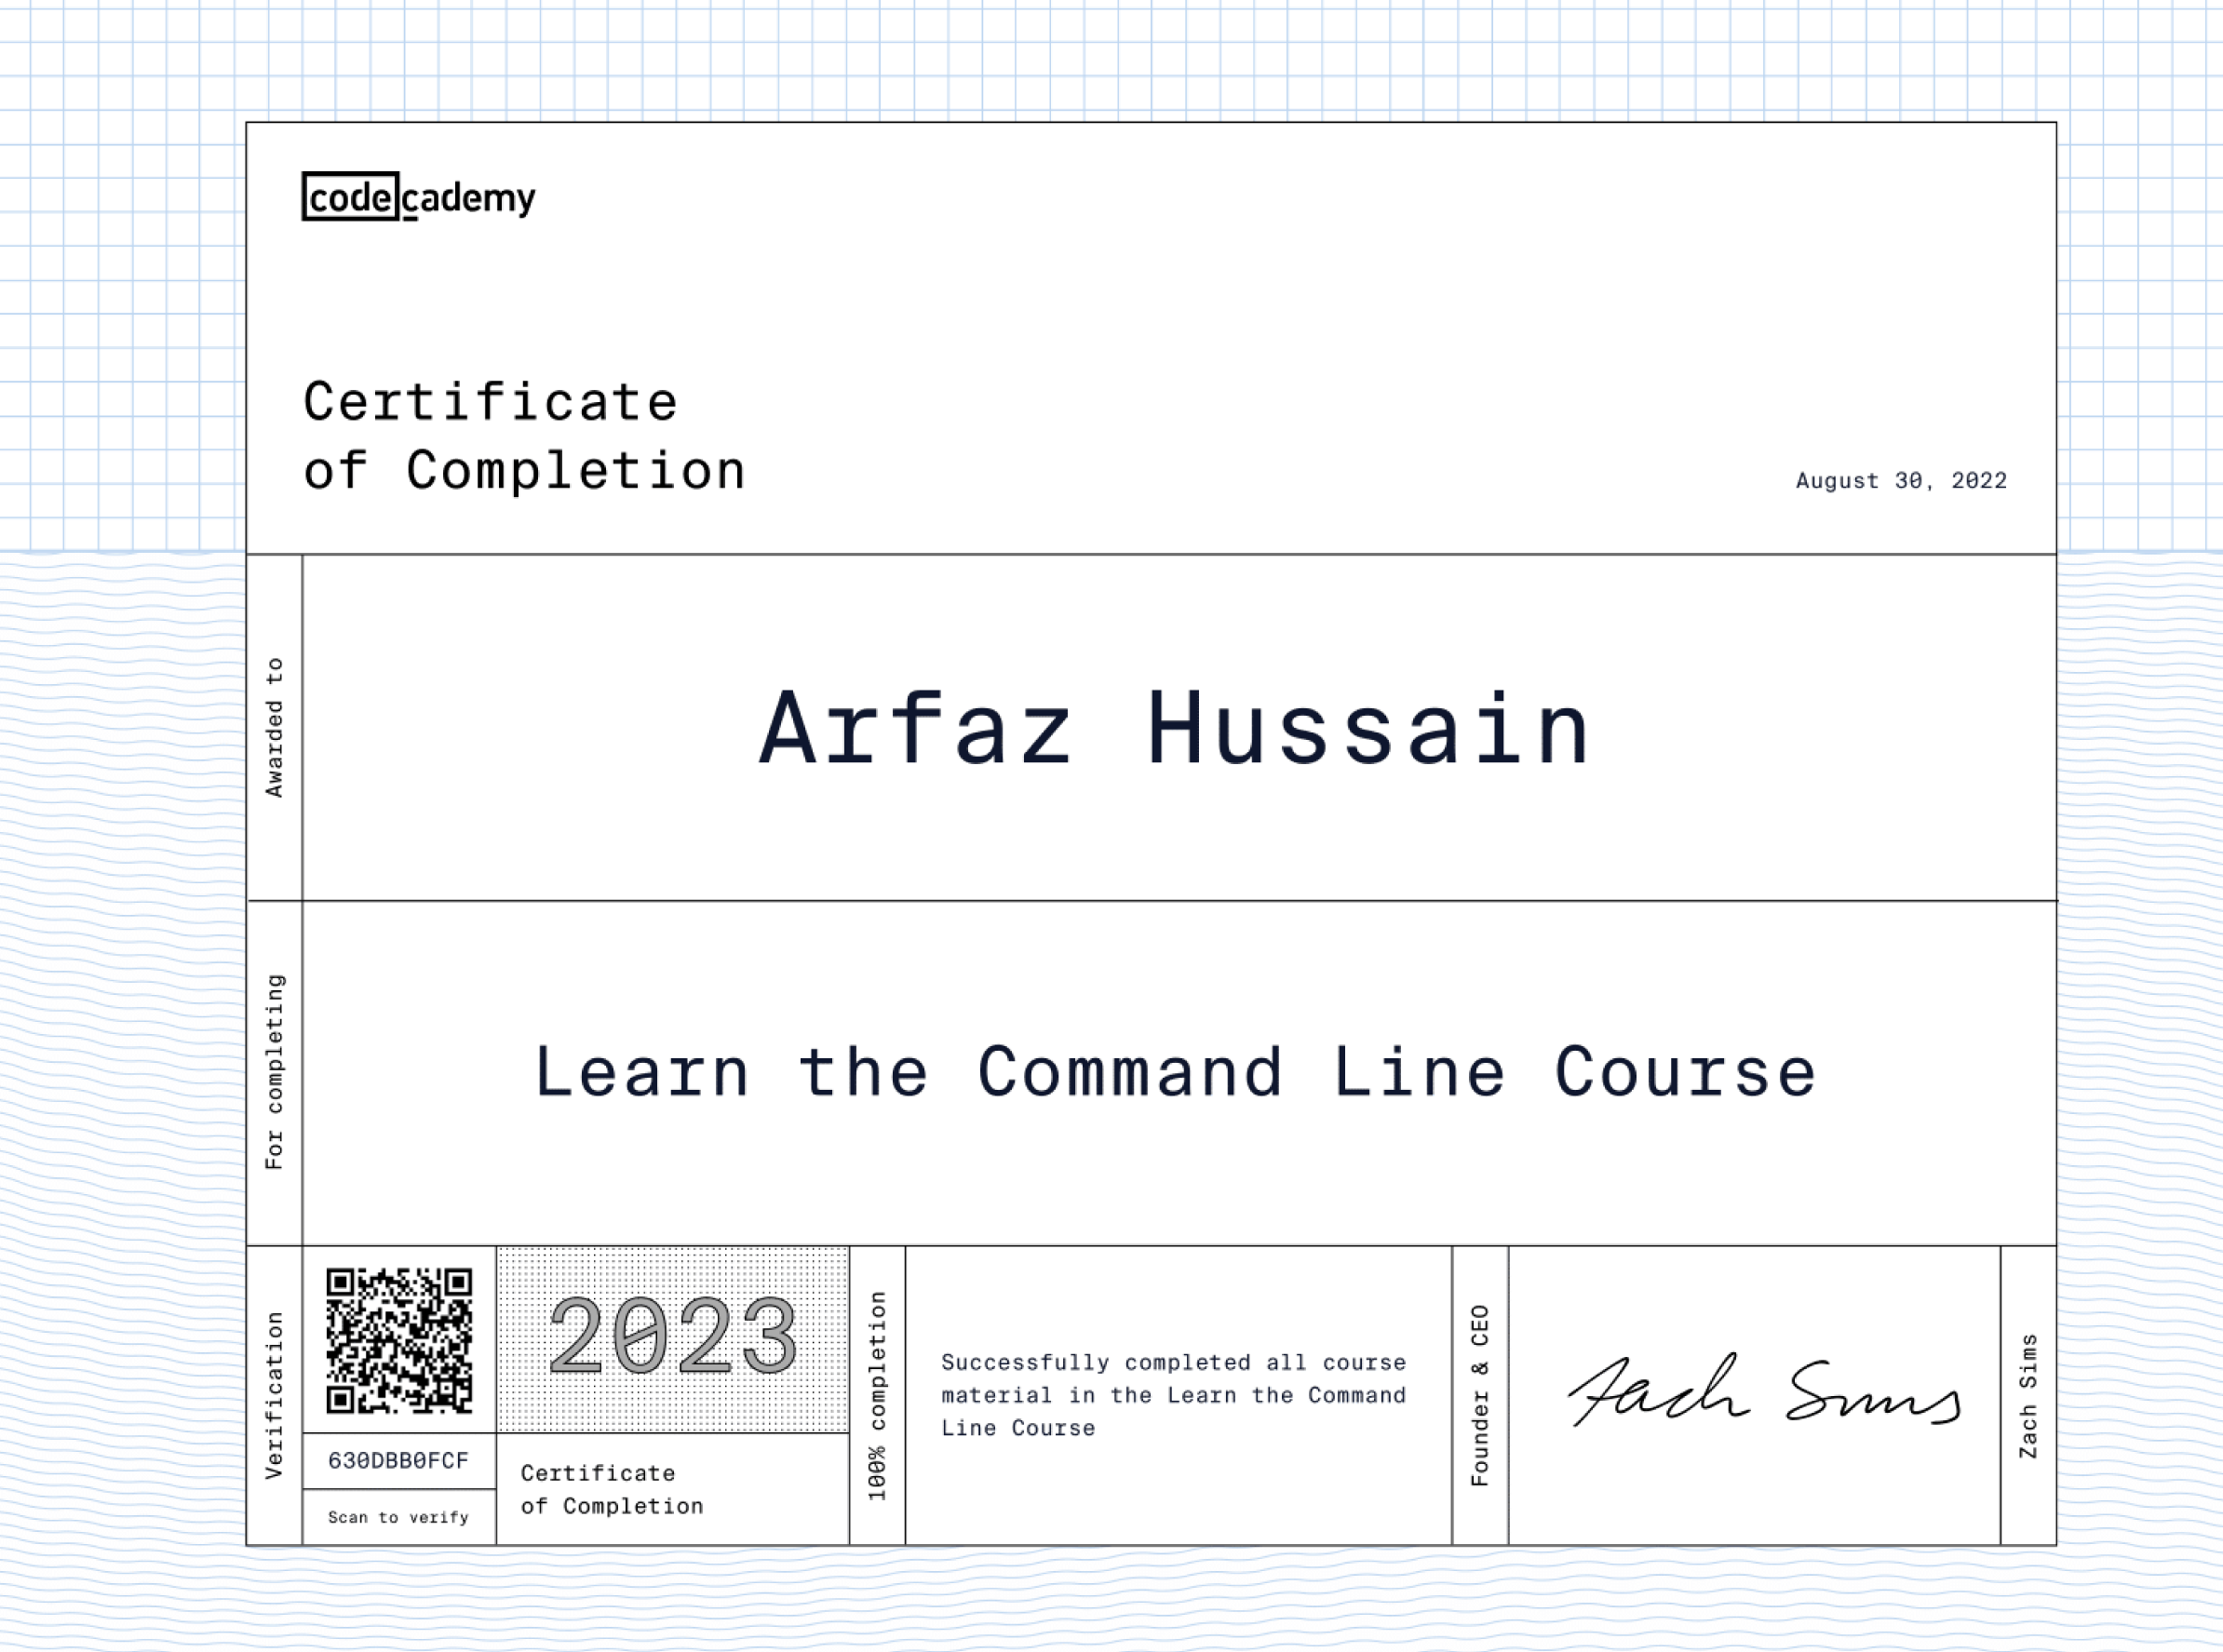 codecademy
Certificate
of Completion
August 30, 2022
Awarded to
Arfaz Hussain
For completing
Learn the Command Line Course
Verification
630DBB0FCF
Scan to verify
2023
Certificate
of Completion
100% completion
Successfully completed all course
material in the Learn the Command
Line Course
Founder & CEO
Zach Sims
Zach Sims